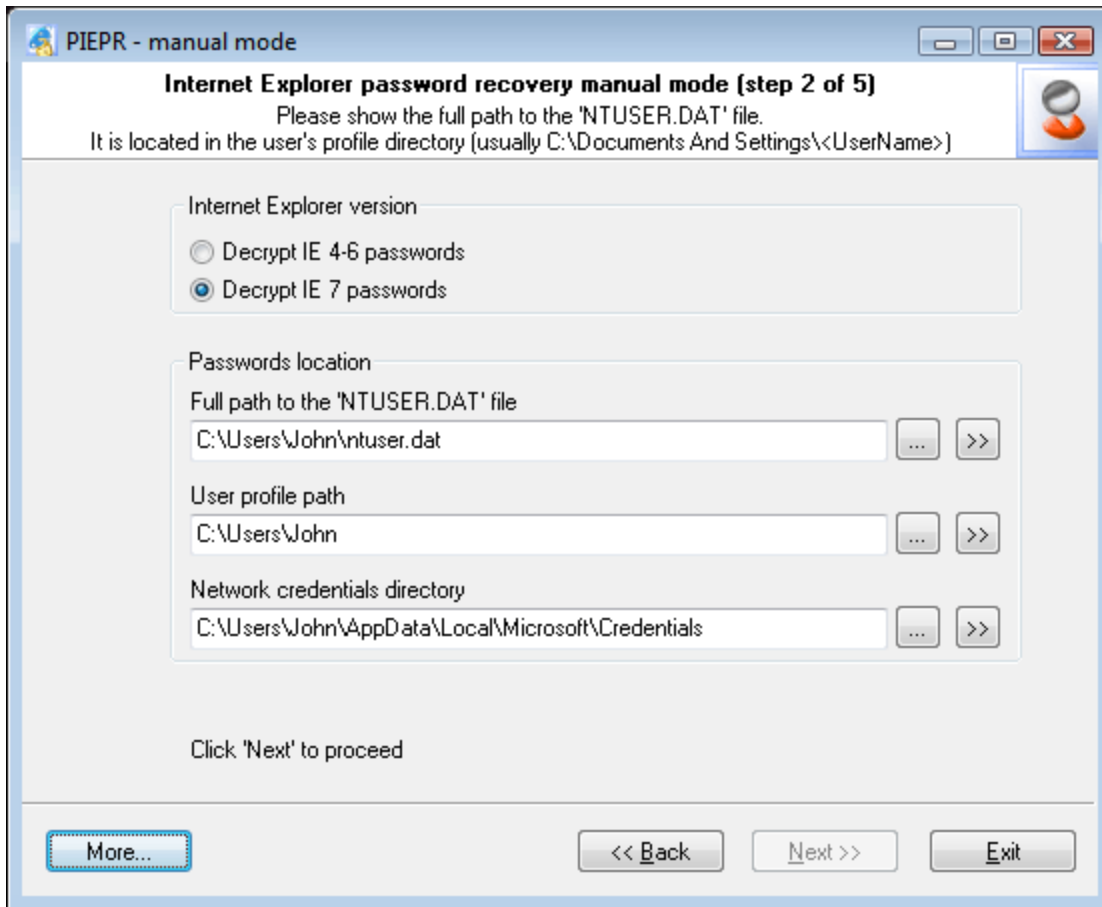 PIEPR - manual mode
Internet Explorer password recovery manual mode (step 2 of 5)
Please show the full path to the 'NTUSER.DAT' file.
It is located in the user's profile directory (usually C:\Documents And Settings\<UserName>)
Internet Explorer version
Decrypt IE 4-6 passwords
Decrypt IE 7 passwords
Passwords location
Full path to the 'NTUSER.DAT' file
C:\Users\John\ntuser.dat
... >>
User profile path
C:\Users\John
... >>
Network credentials directory
C:\Users\John\AppData\Local\Microsoft\Credentials
... >>
Click 'Next' to proceed
More... << Back Next >> Exit